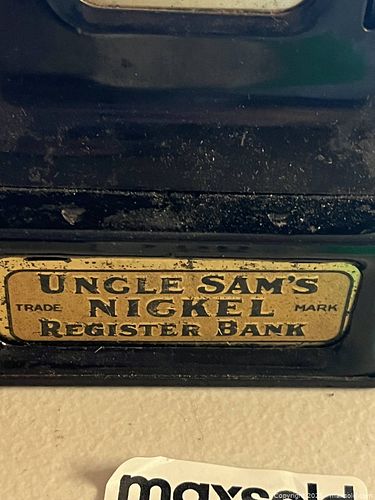 UNCLE SAM'S
TRADE NICKEL MARK
REGISTER BANK
maxsold